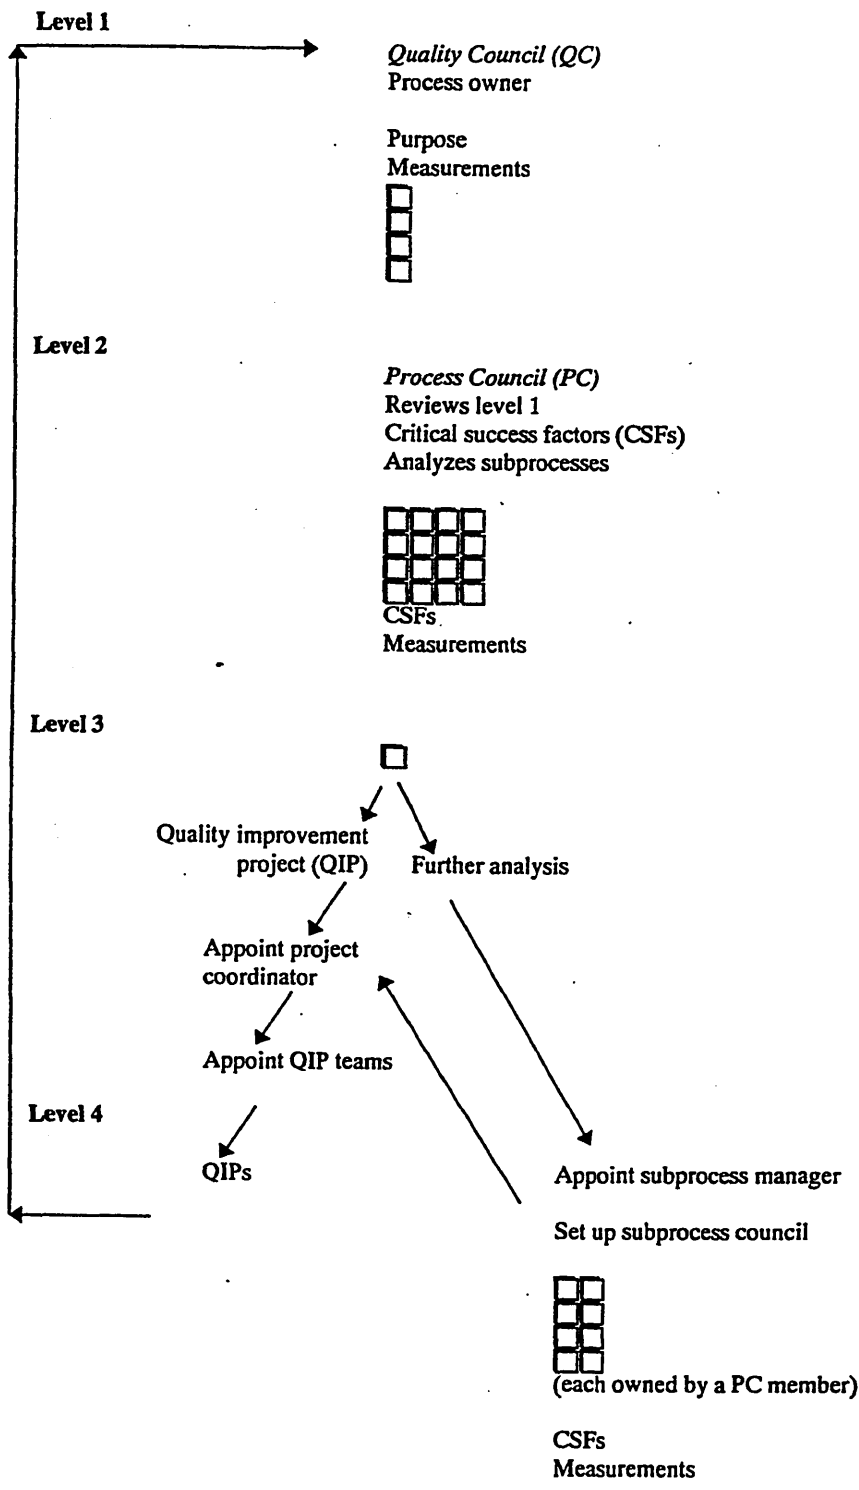 Level 1
Quality Council (QC)
Process owner
Purpose
Measurements
Level 2
Process Council (PC)
Reviews level 1
Critical success factors (CSFs)
Analyzes subprocesses
CSFs
Measurements
Level 3
Quality improvement
project (QIP)
Further analysis
Appoint project
coordinator
Appoint QIP teams
Level 4
QIPs
Appoint subprocess manager
Set up subprocess council
(each owned by a PC member)
CSFs
Measurements